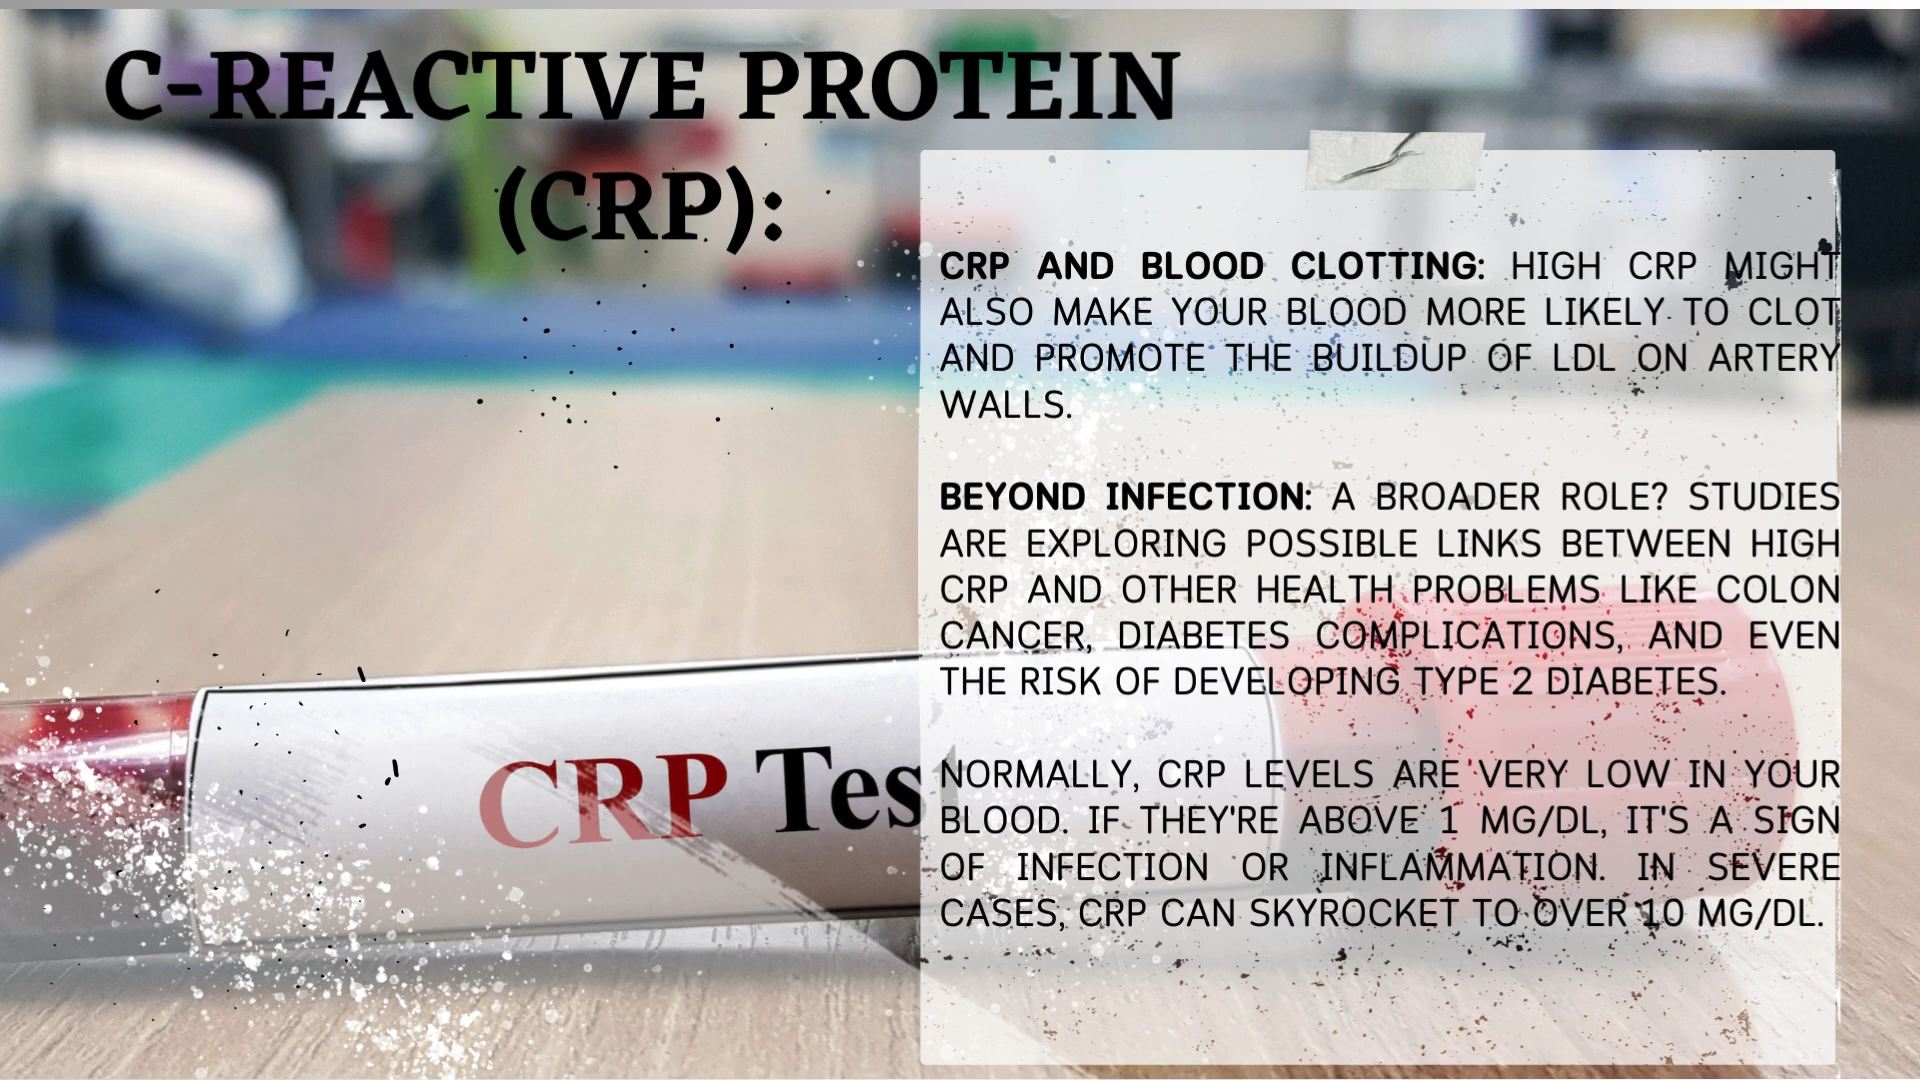 C-REACTIVE PROTEIN
(CRP):
CRP AND BLOOD CLOTTING: HIGH CRP MIGHT
ALSO MAKE YOUR BLOOD MORE LIKELY TO CLOT
AND PROMOTE THE BUILDUP OF LDL ON ARTERY
WALLS.
BEYOND INFECTION: A BROADER ROLE? STUDIES
ARE EXPLORING POSSIBLE LINKS BETWEEN HIGH
CRP AND OTHER HEALTH PROBLEMS LIKE COLON
CANCER, DIABETES COMPLICATIONS, AND EVEN
THE RISK OF DEVELOPING TYPE 2 DIABETES.
NORMALLY, CRP LEVELS ARE VERY LOW IN YOUR
BLOOD. IF THEY'RE ABOVE 1 MG/DL, IT'S A SIGN
OF INFECTION OR INFLAMMATION. IN SEVERE
CASES, CRP CAN SKYROCKET TO OVER 10 MG/DL.
CRP Tes